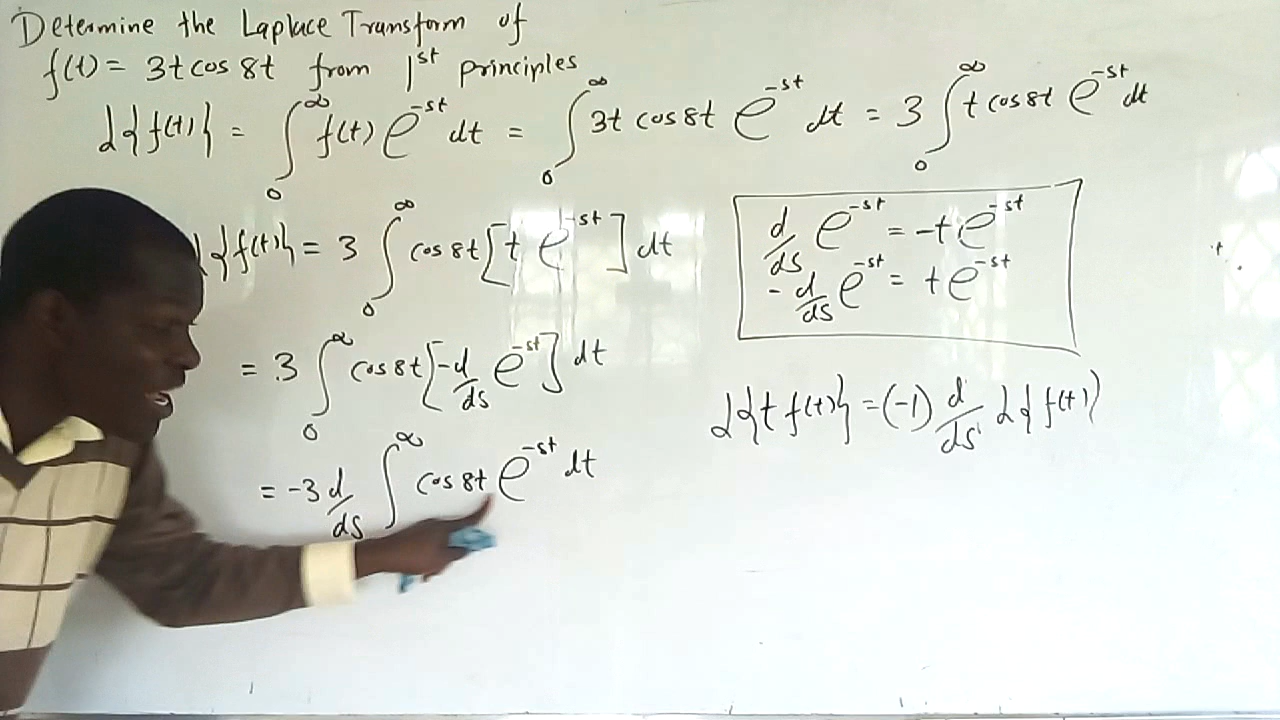 Determine the Laplace Transform of
f(t) = 3t cos 8t from 1st principles
L{f(t)} = ∫₀^∞ f(t) e^-st dt = ∫₀^∞ 3t cos 8t e^-st dt = 3 ∫₀^∞ t cos 8t e^-st dt
L{f(t)} = 3 ∫₀^∞ cos 8t [t e^-st] dt
= 3 ∫₀^∞ cos 8t [-d/ds e^-st] dt
= -3 d/ds ∫ ^∞ cos 8t e^-st dt
d/ds e^-st = -t e^-st
-d/ds e^-st = t e^-st
L{t f(t)} = (-1) d/ds L{f(t)}